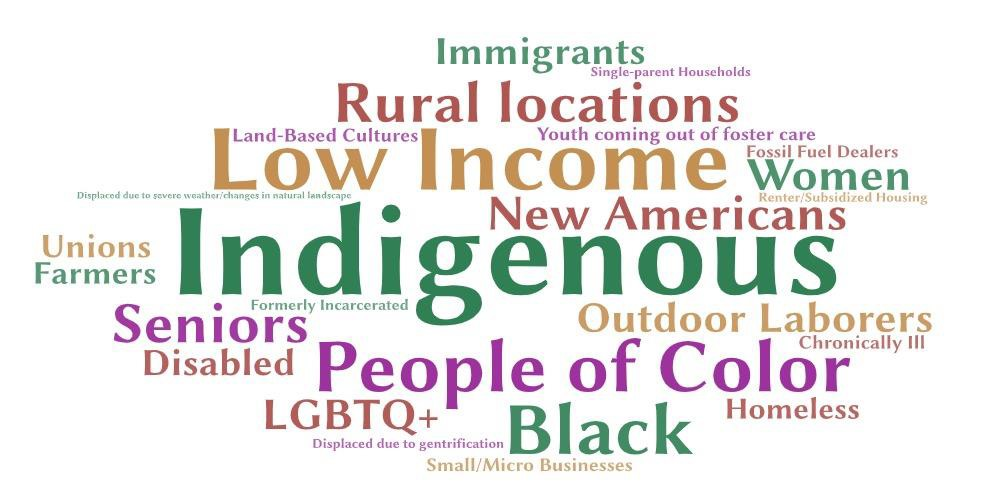 Immigrants
Single-parent Households
Rural locations
Land-Based Cultures
Youth coming out of foster care
Low Income
Fossil Fuel Dealers
Women
Displaced due to severe weather/changes in natural landscape
Renter/Subsidized Housing
New Americans
Unions
Indigenous
Farmers
Formerly Incarcerated
Seniors
Outdoor Laborers
Chronically Ill
Disabled
People of Color
LGBTQ+
Homeless
Black
Displaced due to gentrification
Small/Micro Businesses